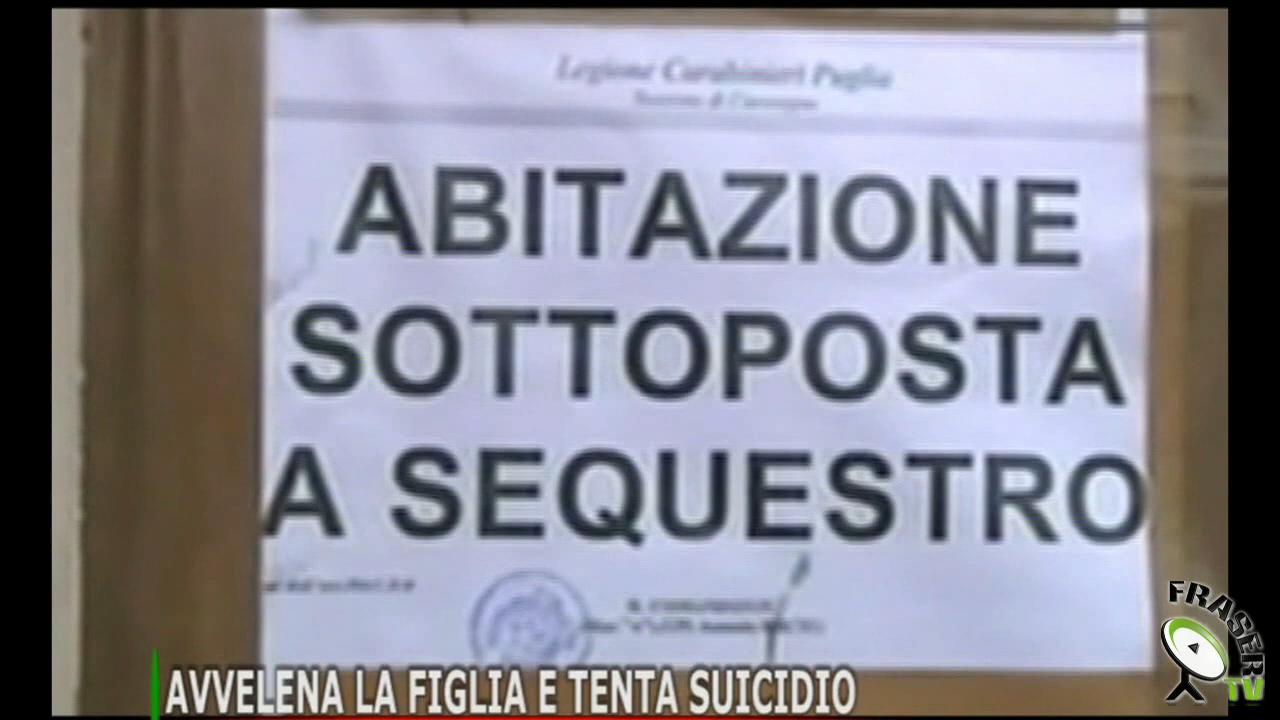 Legione Carabinieri Puglia
ABITAZIONE
SOTTOPOSTA
A SEQUESTRO
AVVELENA LA FIGLIA E TENTA SUICIDIO
FRASER
TV